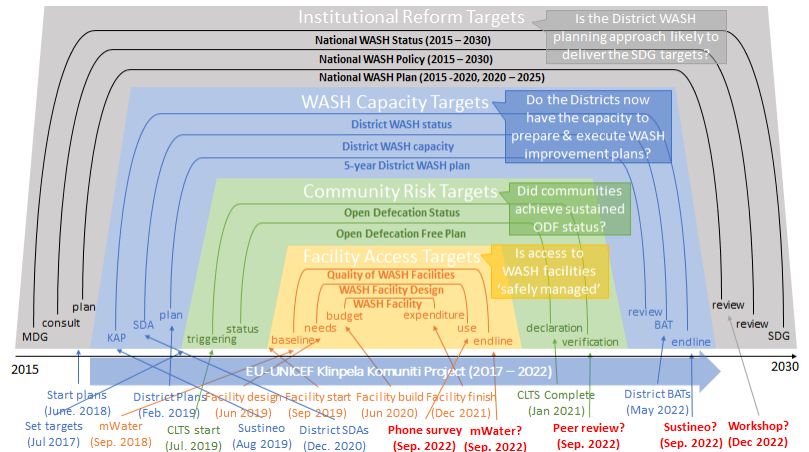 Institutional Reform Targets
Is the District WASH
planning approach likely to
deliver the SDG targets?
National WASH Status (2015 – 2030)
National WASH Policy (2015 – 2030)
National WASH Plan (2015 -2020, 2020 – 2025)
WASH Capacity Targets
Do the Districts now
have the capacity to
prepare & execute WASH
improvement plans?
District WASH status
District WASH capacity
5-year District WASH plan
Community Risk Targets
Did communities
achieve sustained
ODF status?
Open Defecation Status
Open Defecation Free Plan
Facility Access Targets
Is access to
WASH facilities
‘safely managed’
Quality of WASH Facilities
WASH Facility Design
WASH Facility
MDG
consult
plan
KAP
SDA
plan
triggering
status
baseline
needs
budget
expenditure
use
endline
declaration
verification
review
BAT
endline
review
review
SDG
2015
2030
EU-UNICEF Klinpela Komuniti Project (2017 – 2022)
Start plans
(June. 2018)
District Plans
(Feb. 2019)
Facility design
(Jun 2019)
Facility start
(Sep 2019)
Facility build
(Jun 2020)
Facility finish
(Dec 2021)
CLTS Complete
(Jan 2021)
District BATs
(May 2022)
Set targets
(Jul 2017)
mWater
(Sep. 2018)
CLTS start
(Jul. 2019)
Sustineo
(Aug 2019)
District SDAs
(Dec. 2020)
Phone survey
(Sep. 2022)
mWater?
(Sep. 2022)
Peer review?
(Sep. 2022)
Sustineo?
(Sep. 2022)
Workshop?
(Dec 2022)